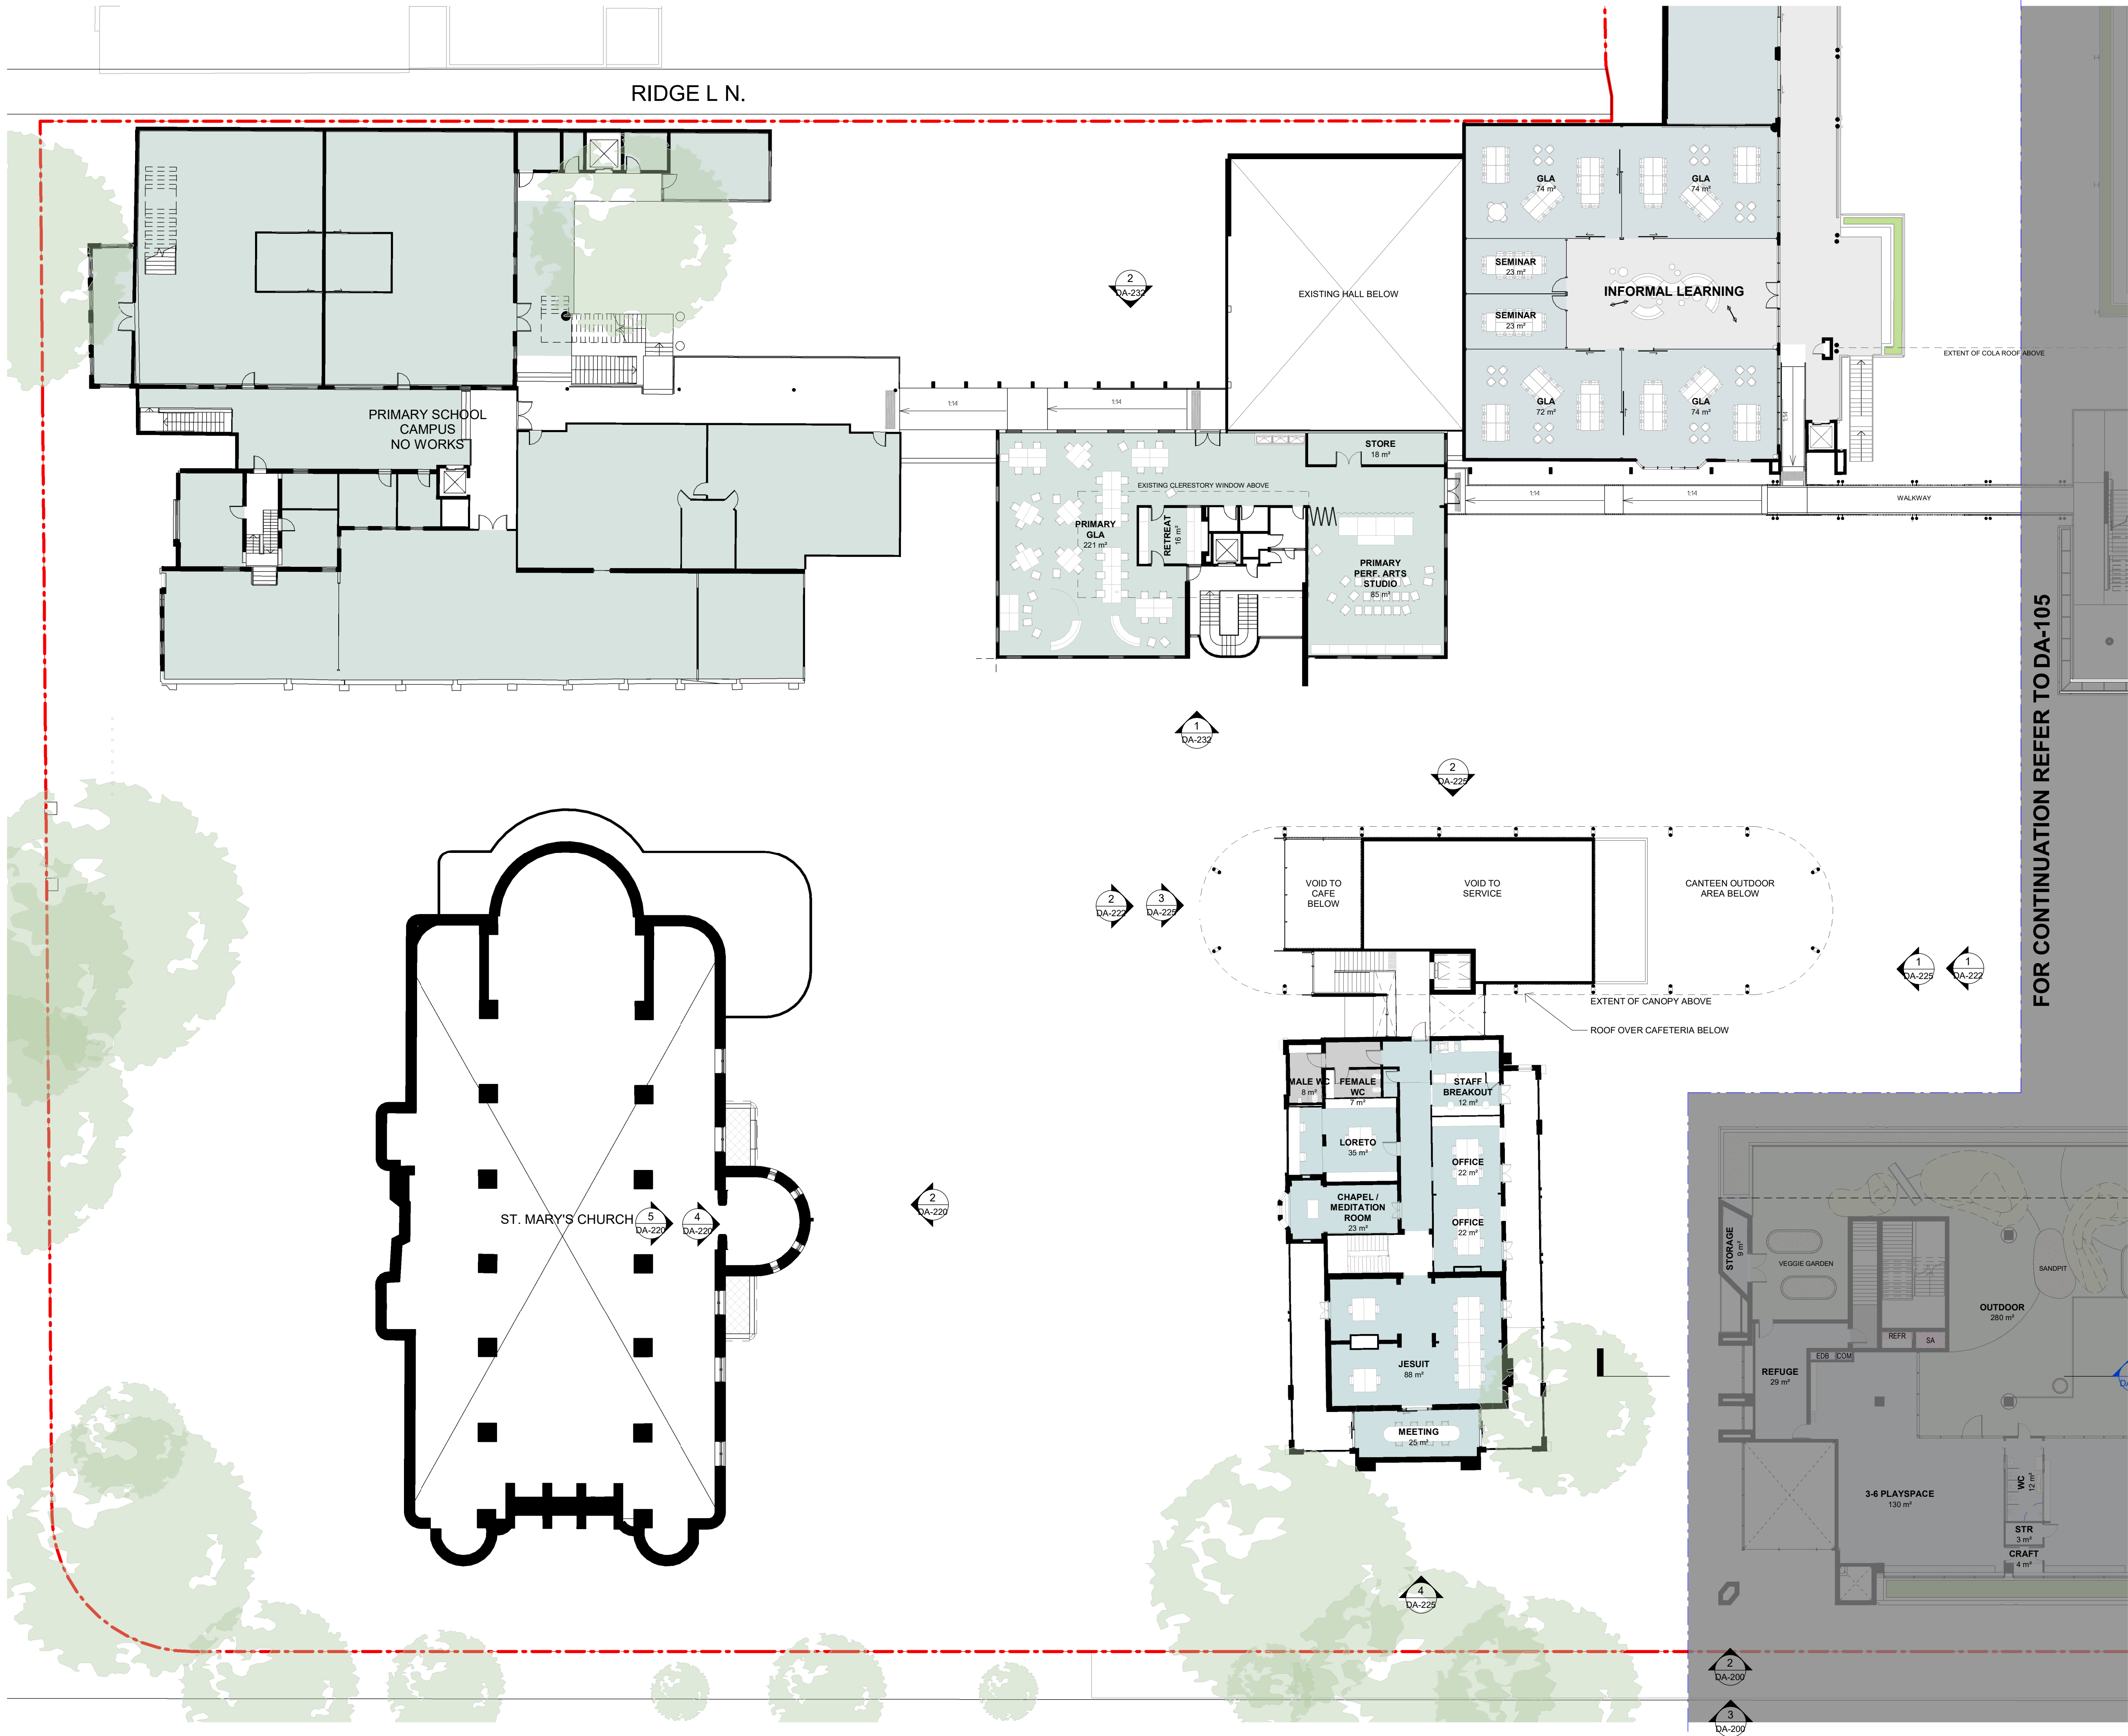 RIDGE L N.
GLA
74 m²
GLA
74 m²
SEMINAR
23 m²
SEMINAR
23 m²
INFORMAL LEARNING
GLA
72 m²
GLA
74 m²
EXISTING HALL BELOW
2
DA-232
EXTENT OF COLA ROOF ABOVE
PRIMARY SCHOOL
CAMPUS
NO WORKS
1:14
1:14
1:14
STORE
18 m²
EXISTING CLERESTORY WINDOW ABOVE
PRIMARY
GLA
221 m²
RETREAT
16 m²
PRIMARY
PERF. ARTS
STUDIO
85 m²
1:14
1:14
WALKWAY
FOR CONTINUATION REFER TO DA-105
1
DA-232
2
DA-225
VOID TO
CAFE
BELOW
VOID TO
SERVICE
CANTEEN OUTDOOR
AREA BELOW
2
DA-222
3
DA-225
1
DA-225
1
DA-222
EXTENT OF CANOPY ABOVE
ROOF OVER CAFETERIA BELOW
MALE WC
8 m²
FEMALE
WC
7 m²
STAFF
BREAKOUT
12 m²
LORETO
35 m²
OFFICE
22 m²
CHAPEL /
MEDITATION
ROOM
23 m²
OFFICE
22 m²
JESUIT
88 m²
MEETING
25 m²
ST. MARY'S CHURCH
5
DA-220
4
DA-220
2
DA-220
STORAGE
9 m²
VEGGIE GARDEN
SANDPIT
OUTDOOR
280 m²
REFR
SA
EDB
COM
REFUGE
29 m²
3-6 PLAYSPACE
130 m²
WC
12 m²
STR
3 m²
CRAFT
4 m²
4
DA-225
2
DA-200
3
DA-200